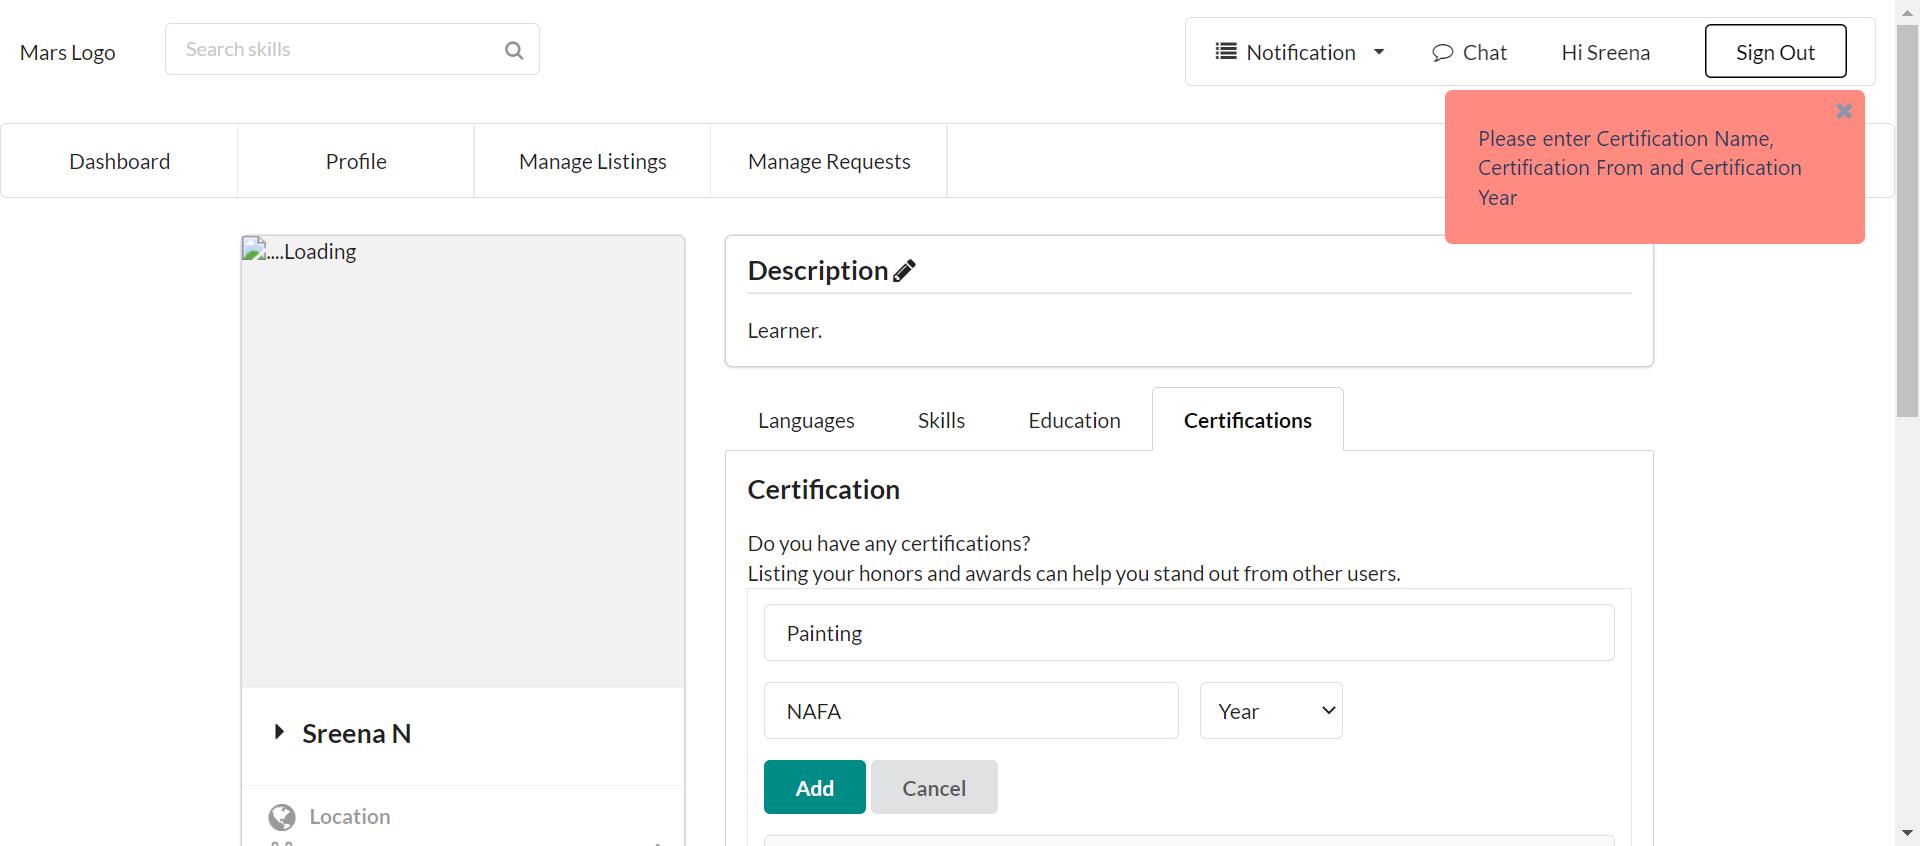 Mars Logo
Search skills
Notification
Chat
Hi Sreena
Sign Out
Please enter Certification Name,
Certification From and Certification
Year
Dashboard
Profile
Manage Listings
Manage Requests
....Loading
Description
Learner.
Languages
Skills
Education
Certifications
Certification
Do you have any certifications?
Listing your honors and awards can help you stand out from other users.
Painting
NAFA
Year
Add
Cancel
Sreena N
Location